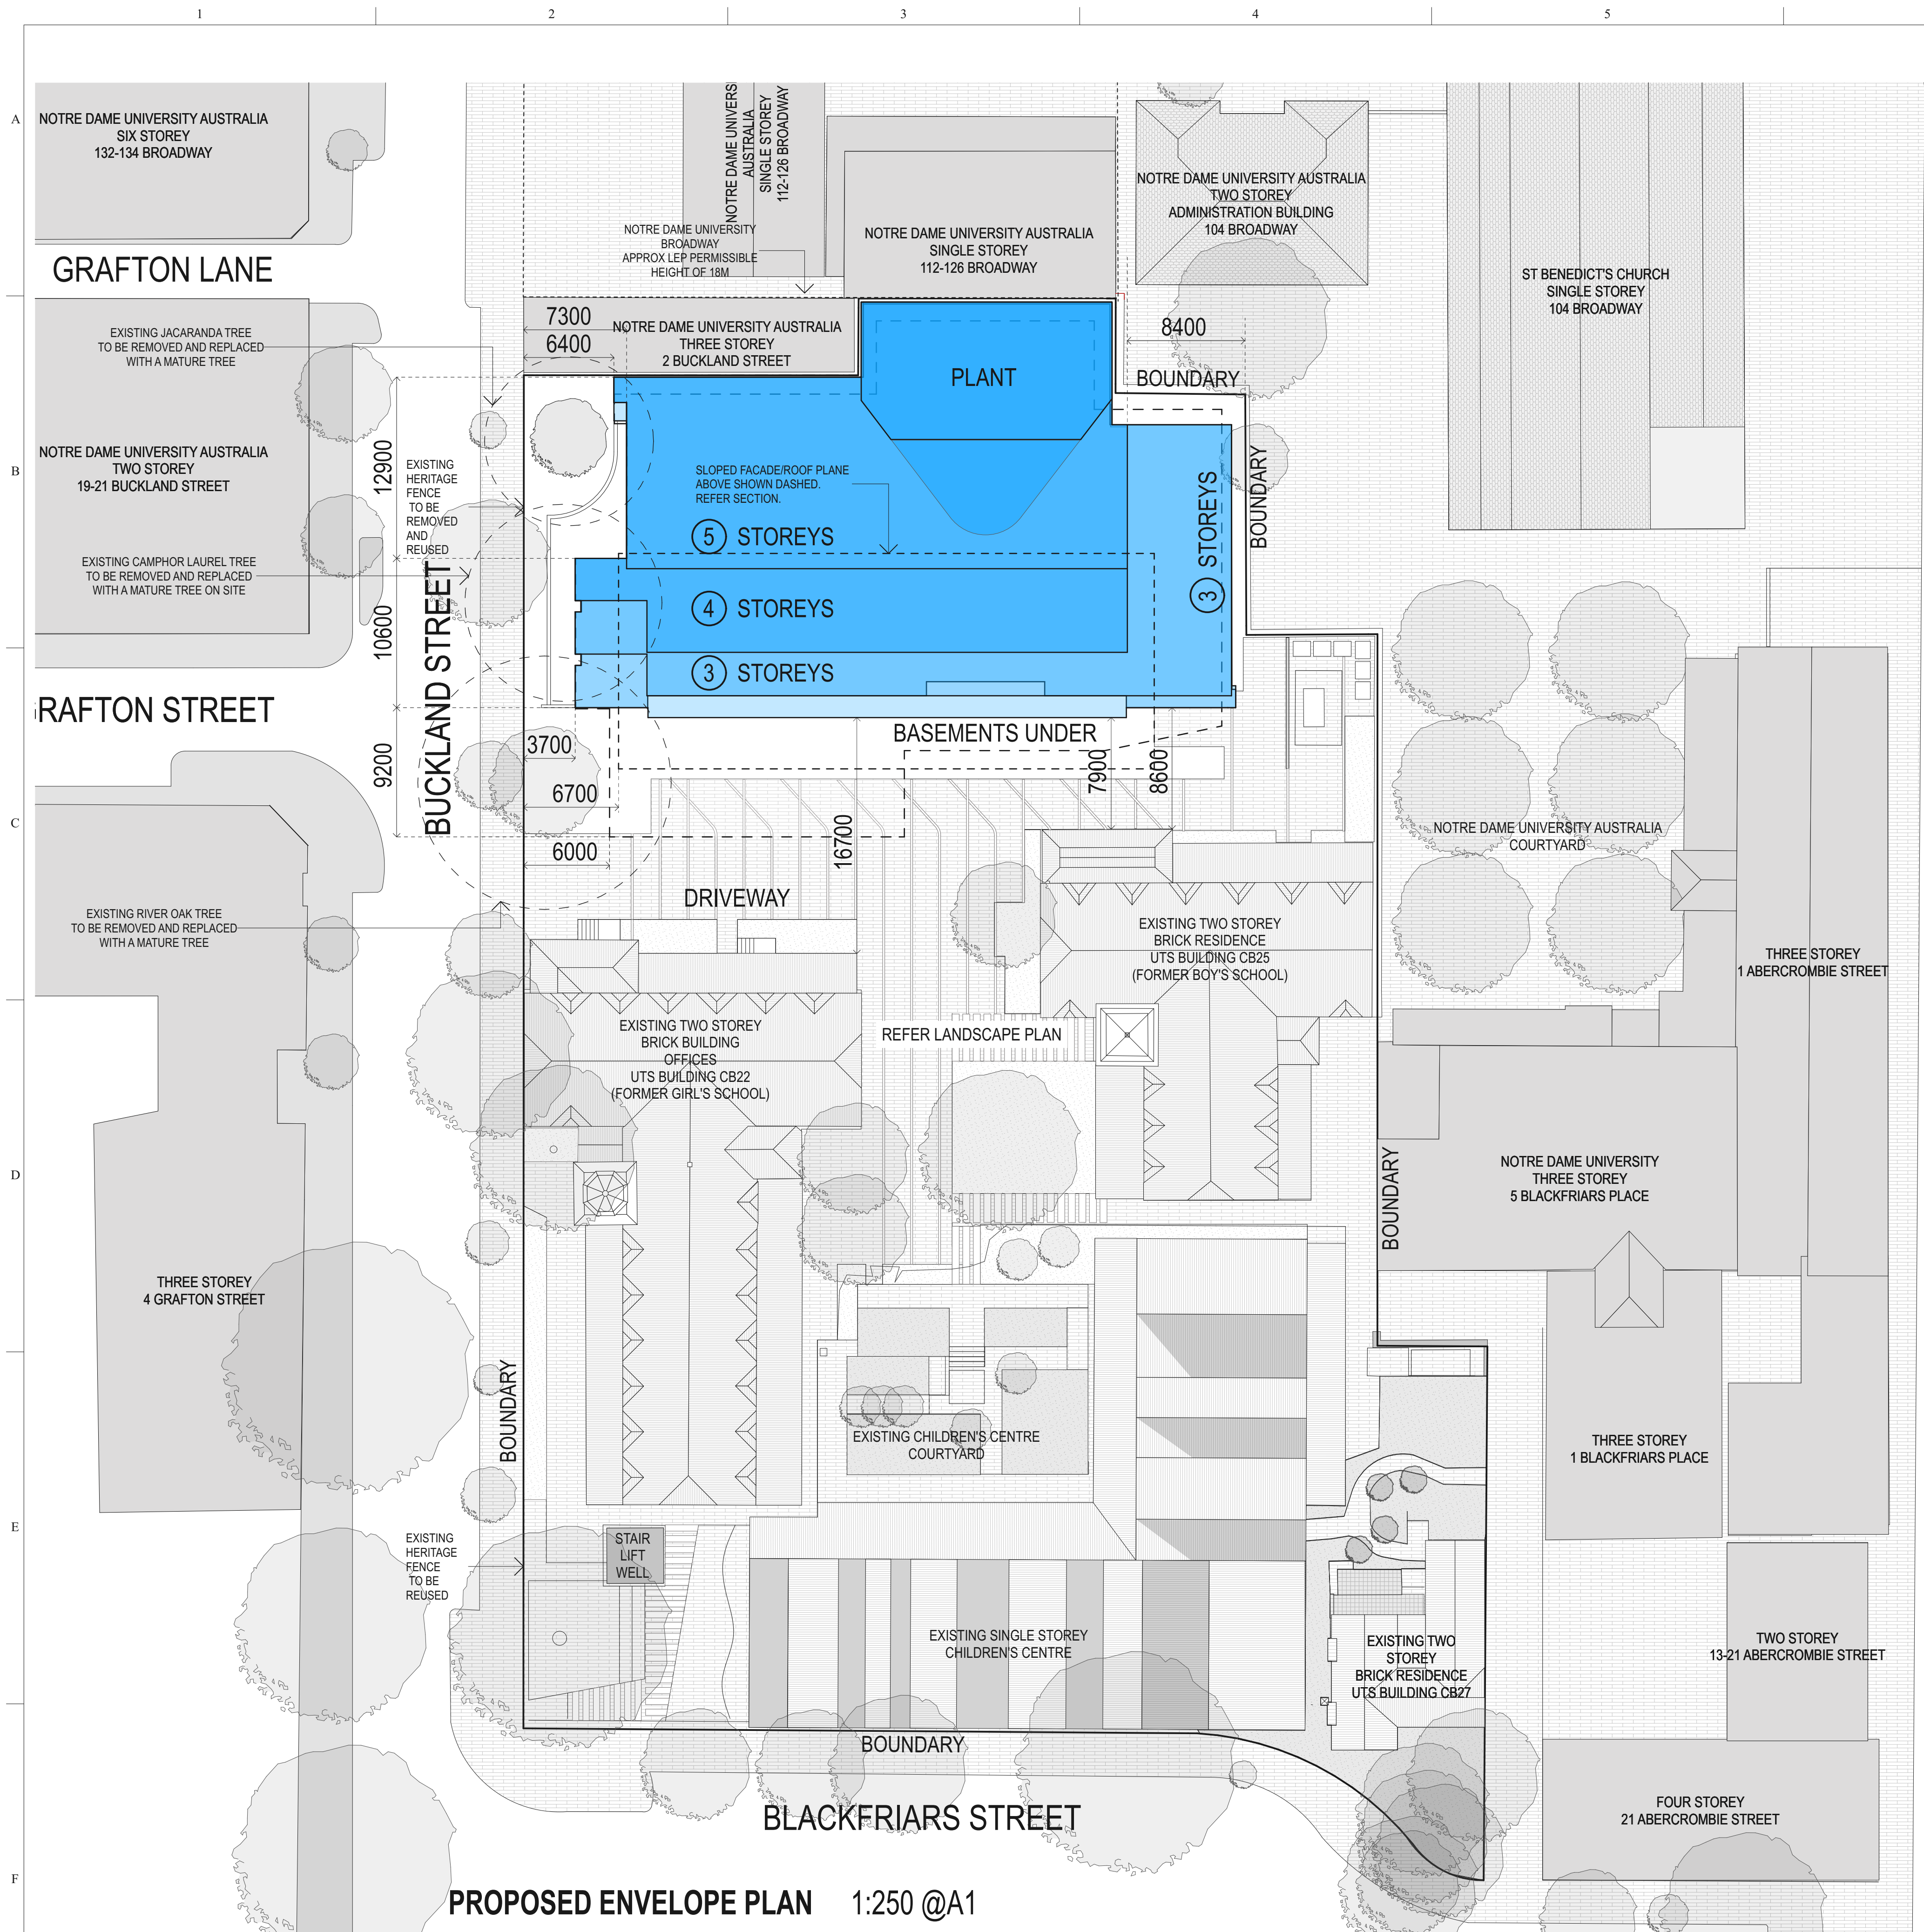 1
2
3
4
5
A
B
C
D
E
F
NOTRE DAME UNIVERSITY AUSTRALIA
SIX STOREY
132-134 BROADWAY
NOTRE DAME UNIVERSI
AUSTRALIA
SINGLE STOREY
112-126 BROADWAY
NOTRE DAME UNIVERSITY AUSTRALIA
TWO STOREY
ADMINISTRATION BUILDING
104 BROADWAY
NOTRE DAME UNIVERSITY
BROADWAY
APPROX LEP PERMISSIBLE
HEIGHT OF 18M
NOTRE DAME UNIVERSITY AUSTRALIA
SINGLE STOREY
112-126 BROADWAY
GRAFTON LANE
ST BENEDICT'S CHURCH
SINGLE STOREY
104 BROADWAY
EXISTING JACARANDA TREE
TO BE REMOVED AND REPLACED
WITH A MATURE TREE
7300
6400
NOTRE DAME UNIVERSITY AUSTRALIA
THREE STOREY
2 BUCKLAND STREET
8400
PLANT
BOUNDARY
NOTRE DAME UNIVERSITY AUSTRALIA
TWO STOREY
19-21 BUCKLAND STREET
12900
EXISTING
HERITAGE
FENCE
TO BE
REMOVED
AND
REUSED
SLOPED FACADE/ROOF PLANE
ABOVE SHOWN DASHED.
REFER SECTION.
5 STOREYS
3 STOREYS
BOUNDARY
EXISTING CAMPHOR LAUREL TREE
TO BE REMOVED AND REPLACED
WITH A MATURE TREE ON SITE
10600
BUCKLAND STREET
4 STOREYS
3 STOREYS
RAFTON STREET
BASEMENTS UNDER
9200
3700
6700
6000
7900
8600
16700
NOTRE DAME UNIVERSITY AUSTRALIA
COURTYARD
DRIVEWAY
EXISTING RIVER OAK TREE
TO BE REMOVED AND REPLACED
WITH A MATURE TREE
EXISTING TWO STOREY
BRICK RESIDENCE
UTS BUILDING CB25
(FORMER BOY'S SCHOOL)
THREE STOREY
1 ABERCROMBIE STREET
EXISTING TWO STOREY
BRICK BUILDING
OFFICES
UTS BUILDING CB22
(FORMER GIRL'S SCHOOL)
REFER LANDSCAPE PLAN
BOUNDARY
NOTRE DAME UNIVERSITY
THREE STOREY
5 BLACKFRIARS PLACE
THREE STOREY
4 GRAFTON STREET
BOUNDARY
EXISTING CHILDREN'S CENTRE
COURTYARD
THREE STOREY
1 BLACKFRIARS PLACE
EXISTING
HERITAGE
FENCE
TO BE
REUSED
STAIR
LIFT
WELL
EXISTING SINGLE STOREY
CHILDREN'S CENTRE
EXISTING TWO
STOREY
BRICK RESIDENCE
UTS BUILDING CB27
TWO STOREY
13-21 ABERCROMBIE STREET
BOUNDARY
FOUR STOREY
21 ABERCROMBIE STREET
BLACKFRIARS STREET
PROPOSED ENVELOPE PLAN 1:250 @A1